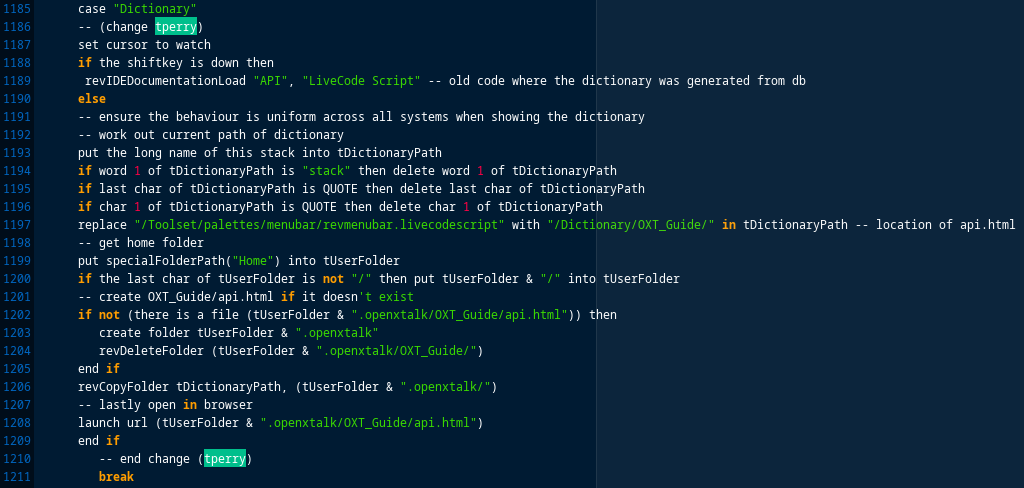 1185 case "Dictionary"
1186 -- (change tperry)
1187 set cursor to watch
1188 if the shiftkey is down then
1189 revIDEDocumentationLoad "API", "LiveCode Script" -- old code where the dictionary was generated from db
1190 else
1191 -- ensure the behaviour is uniform across all systems when showing the dictionary
1192 -- work out current path of dictionary
1193 put the long name of this stack into tDictionaryPath
1194 if word 1 of tDictionaryPath is "stack" then delete word 1 of tDictionaryPath
1195 if last char of tDictionaryPath is QUOTE then delete last char of tDictionaryPath
1196 if char 1 of tDictionaryPath is QUOTE then delete char 1 of tDictionaryPath
1197 replace "/Toolset/palettes/menubar/revmenubar.livecodescript" with "/Dictionary/OXT_Guide/" in tDictionaryPath -- location of api.html
1198 -- get home folder
1199 put specialFolderPath("Home") into tUserFolder
1200 if the last char of tUserFolder is not "/" then put tUserFolder & "/" into tUserFolder
1201 -- create OXT_Guide/api.html if it doesn't exist
1202 if not (there is a file (tUserFolder & ".openxtalk/OXT_Guide/api.html")) then
1203 create folder tUserFolder & ".openxtalk"
1204 revDeleteFolder (tUserFolder & ".openxtalk/OXT_Guide/")
1205 end if
1206 revCopyFolder tDictionaryPath, (tUserFolder & ".openxtalk/")
1207 -- lastly open in browser
1208 launch url (tUserFolder & ".openxtalk/OXT_Guide/api.html")
1209 end if
1210 -- end change (tperry)
1211 break